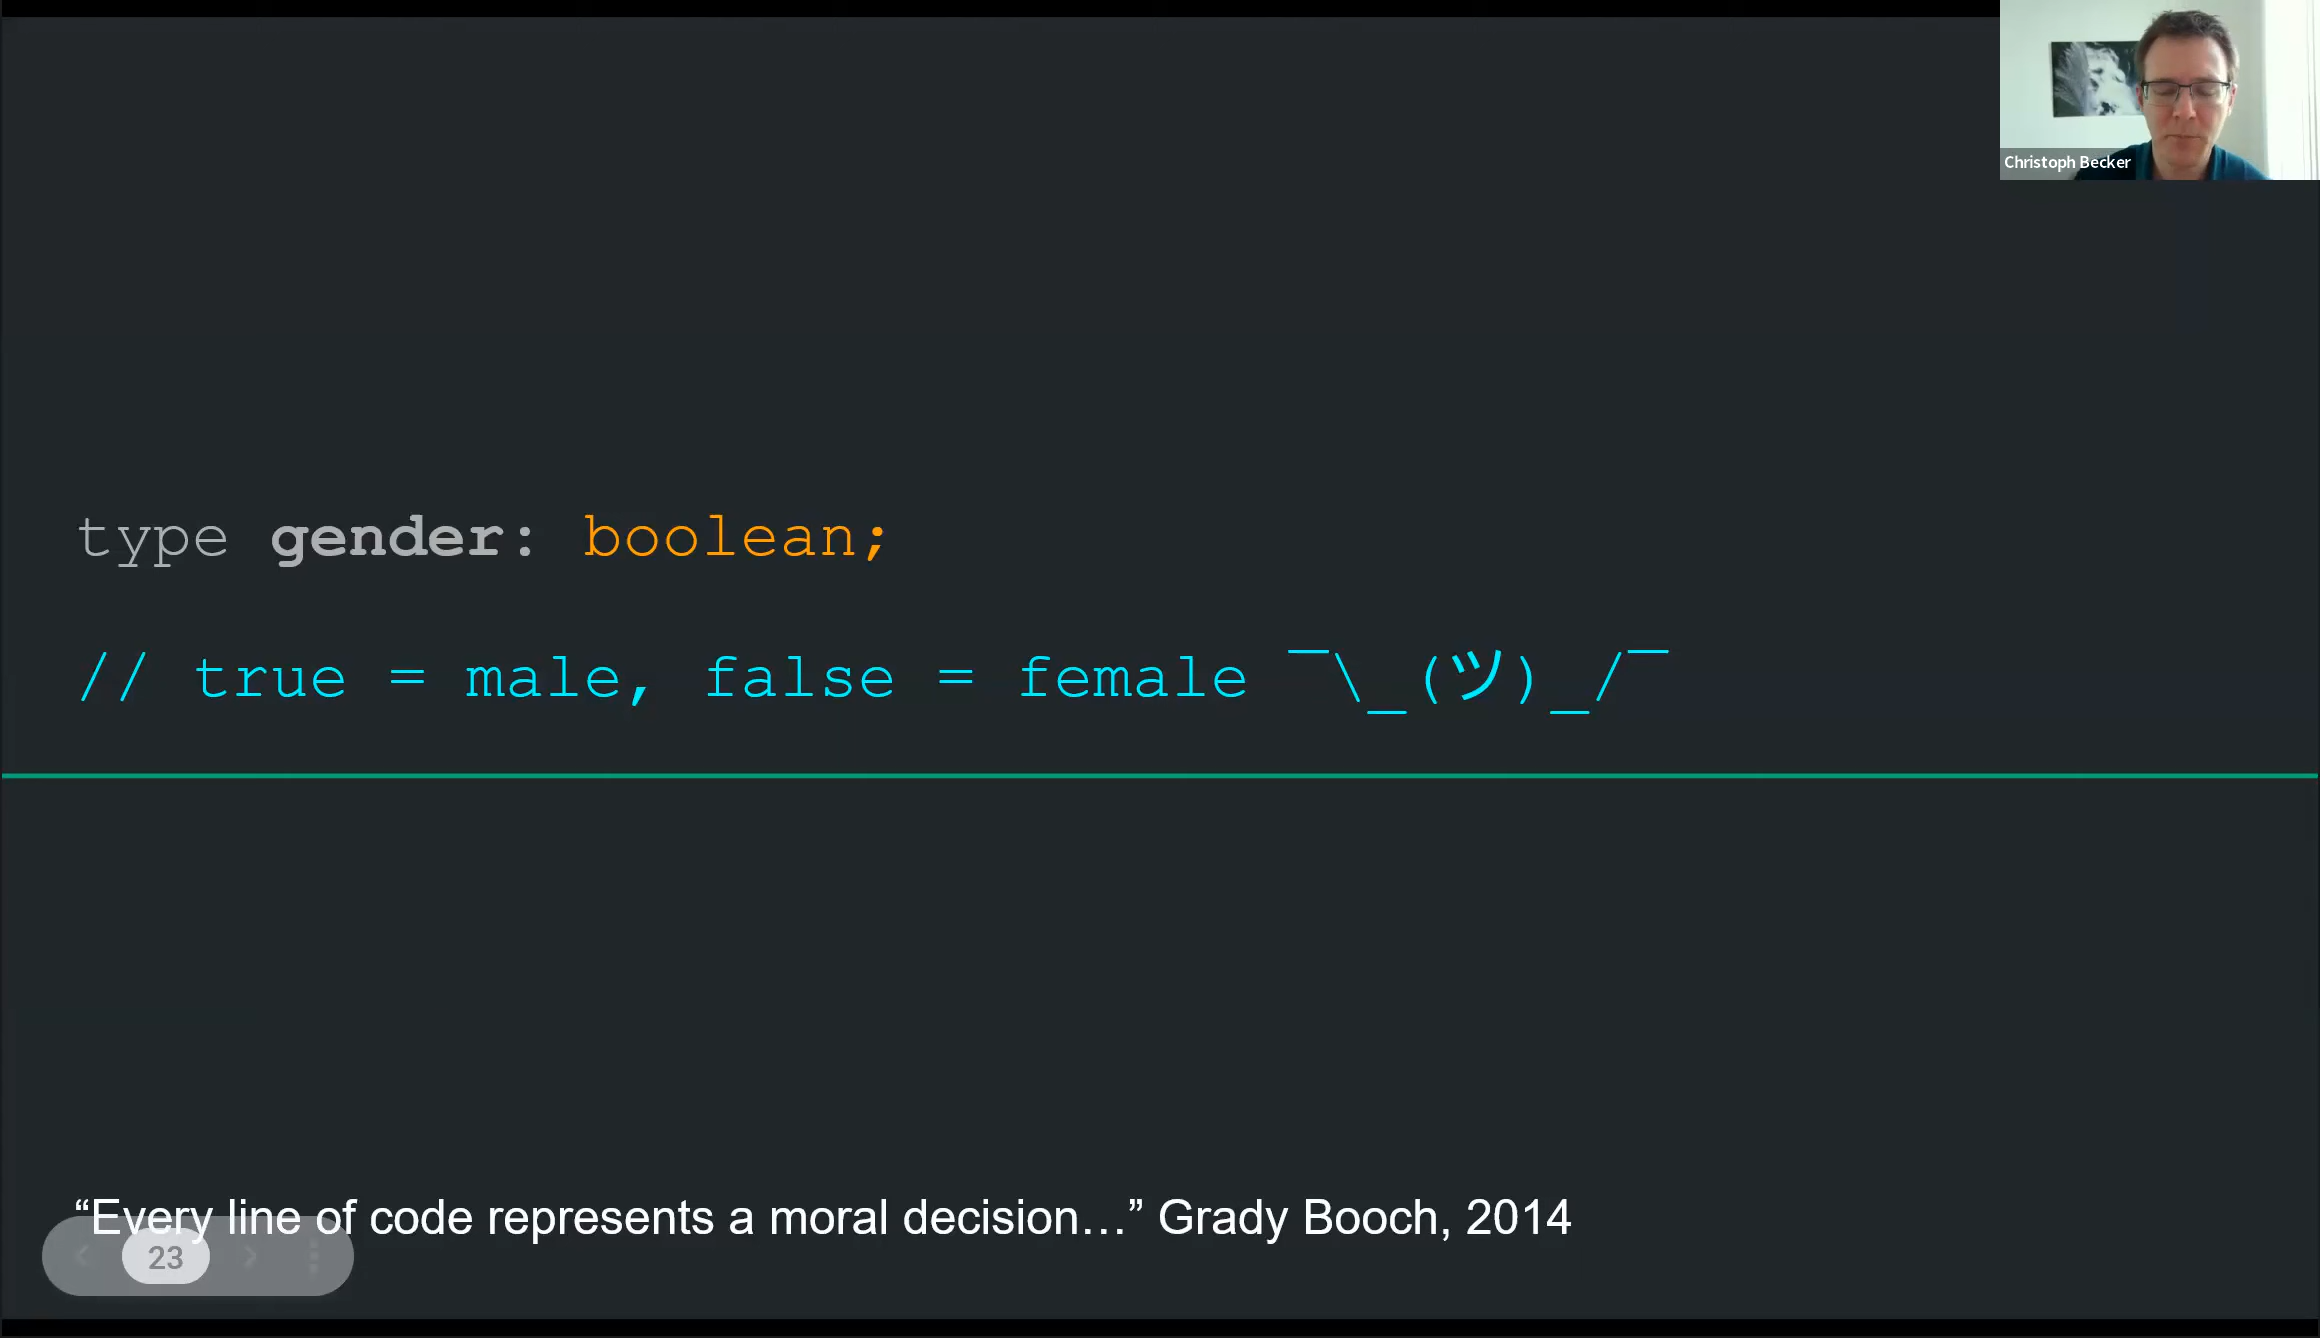 Christoph Becker
type gender: boolean;
// true = male, false = female ¯\_(ツ)_/¯
“Every line of code represents a moral decision…” Grady Booch, 2014
23